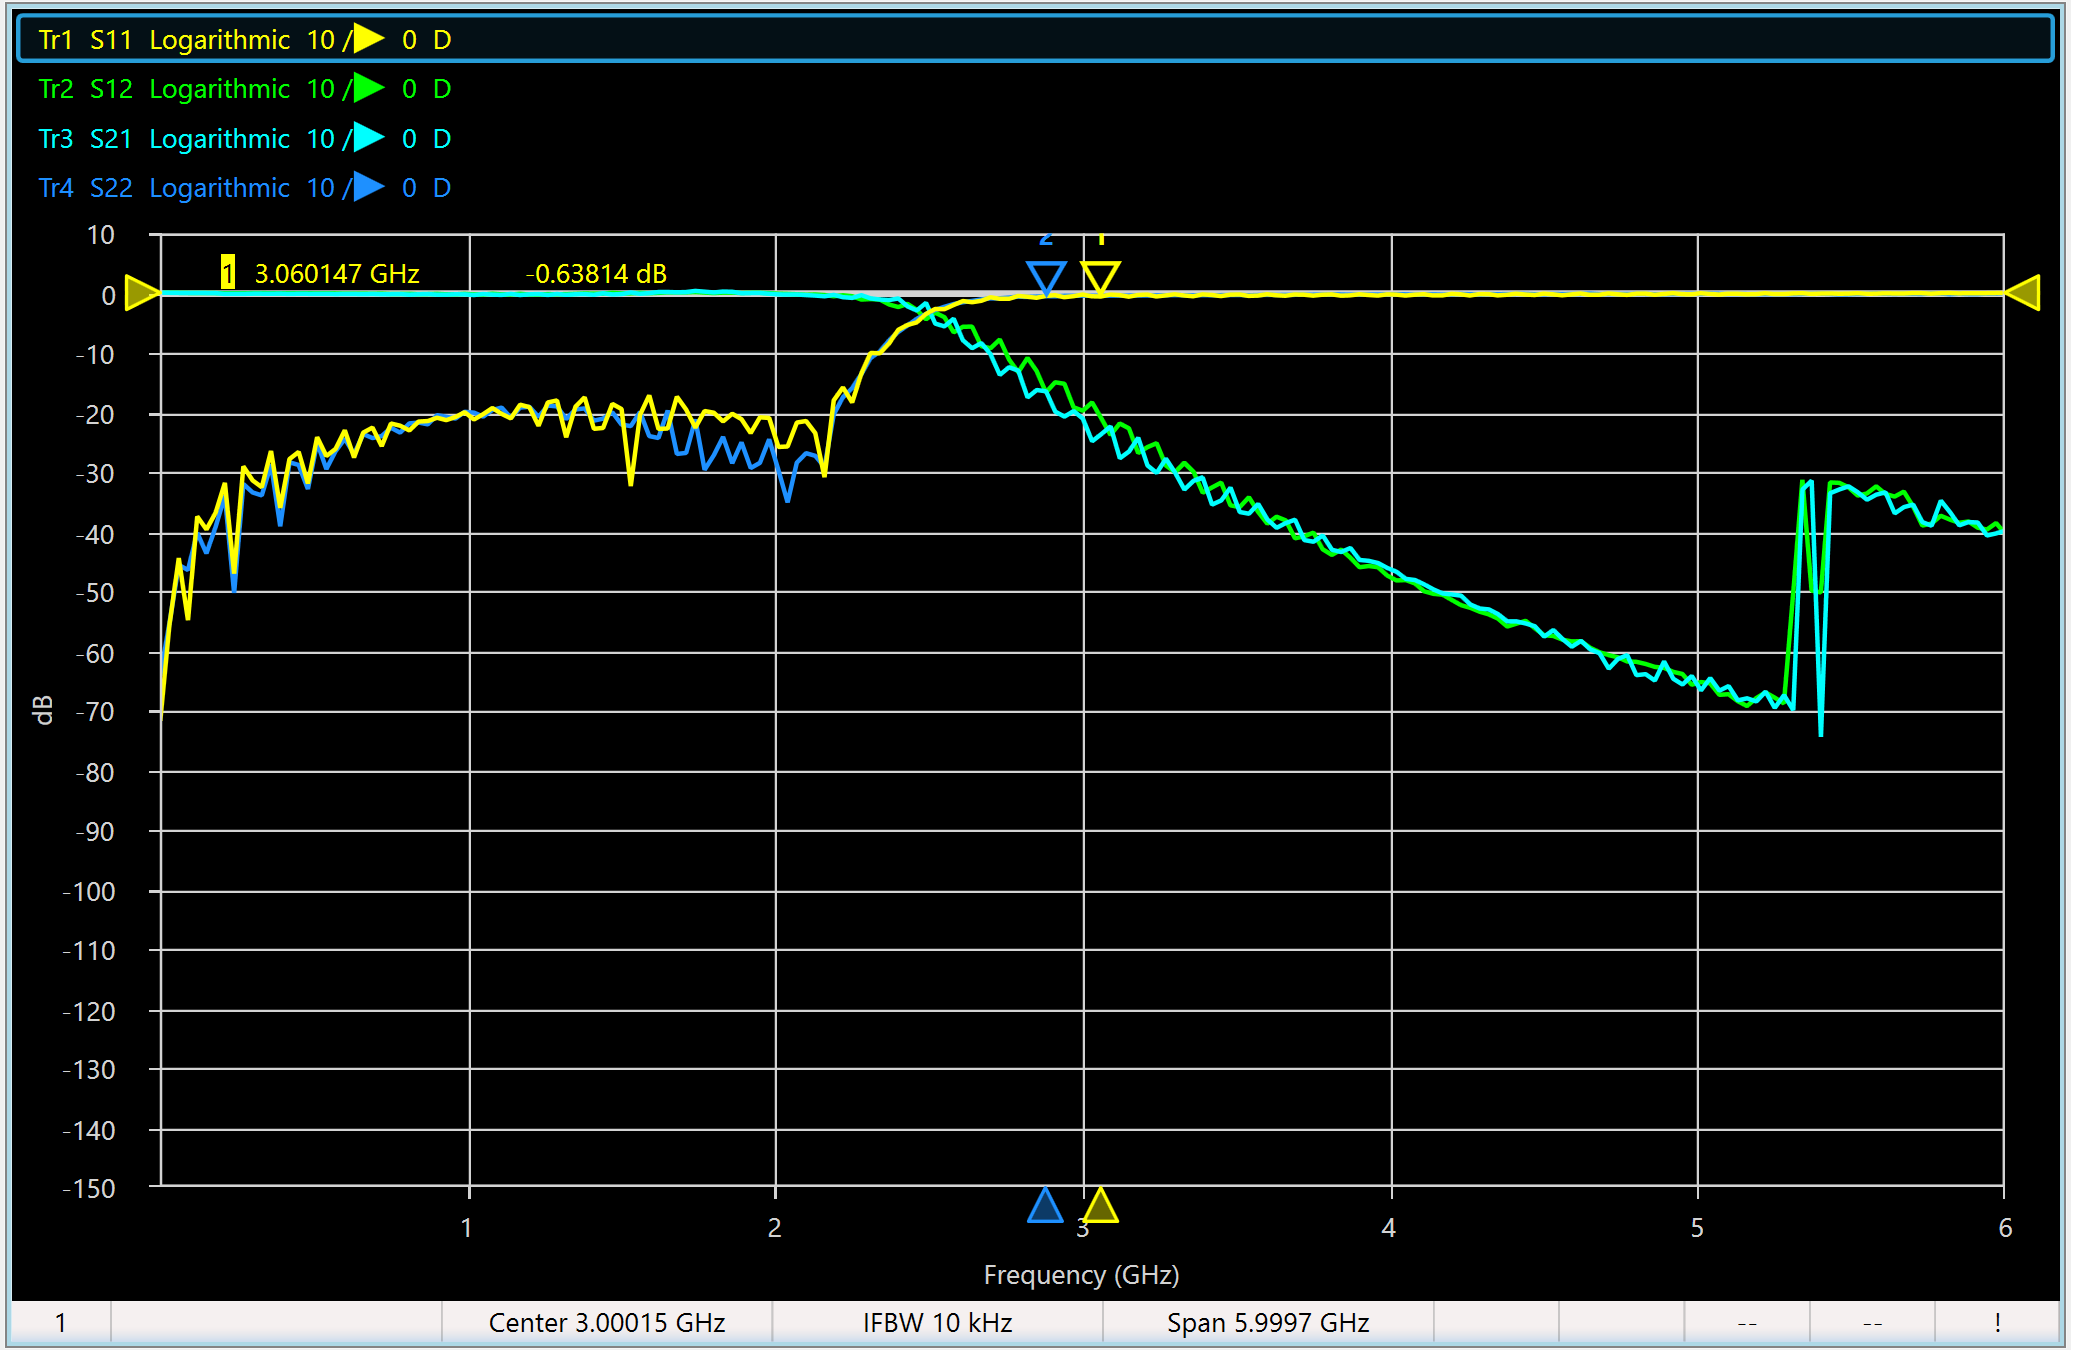 Tr1 S11 Logarithmic 10 / 0 D
Tr2 S12 Logarithmic 10 / 0 D
Tr3 S21 Logarithmic 10 / 0 D
Tr4 S22 Logarithmic 10 / 0 D
10
2 1
1 3.060147 GHz -0.63814 dB
0
-10
-20
-30
-40
-50
-60
-70
-80
-90
-100
-110
-120
-130
-140
-150
dB
1 2 3 4 5 6
Frequency (GHz)
1 Center 3.00015 GHz IFBW 10 kHz Span 5.9997 GHz -- -- !